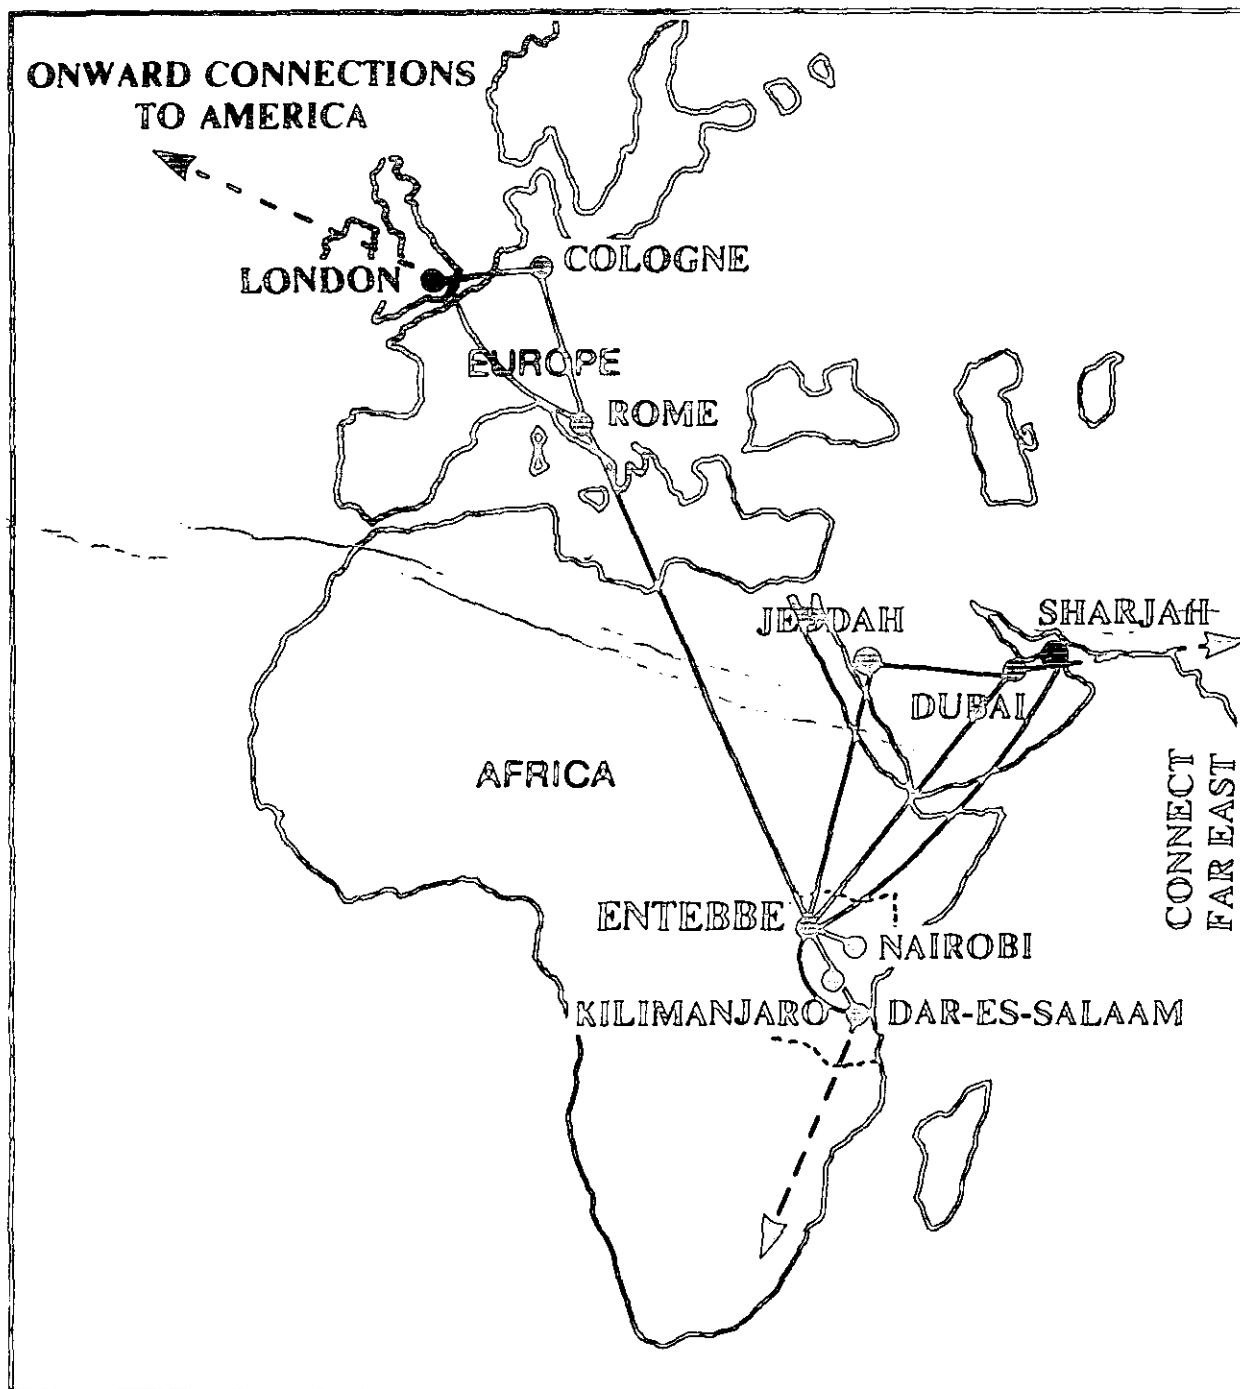 ONWARD CONNECTIONS
TO AMERICA
COLOGNE
LONDON
EUROPE
ROME
JEDDAH
SHARJAH
DUBAI
AFRICA
CONNECT
FAR EAST
ENTEBBE
NAIROBI
KILIMANJARO
DAR-ES-SALAAM